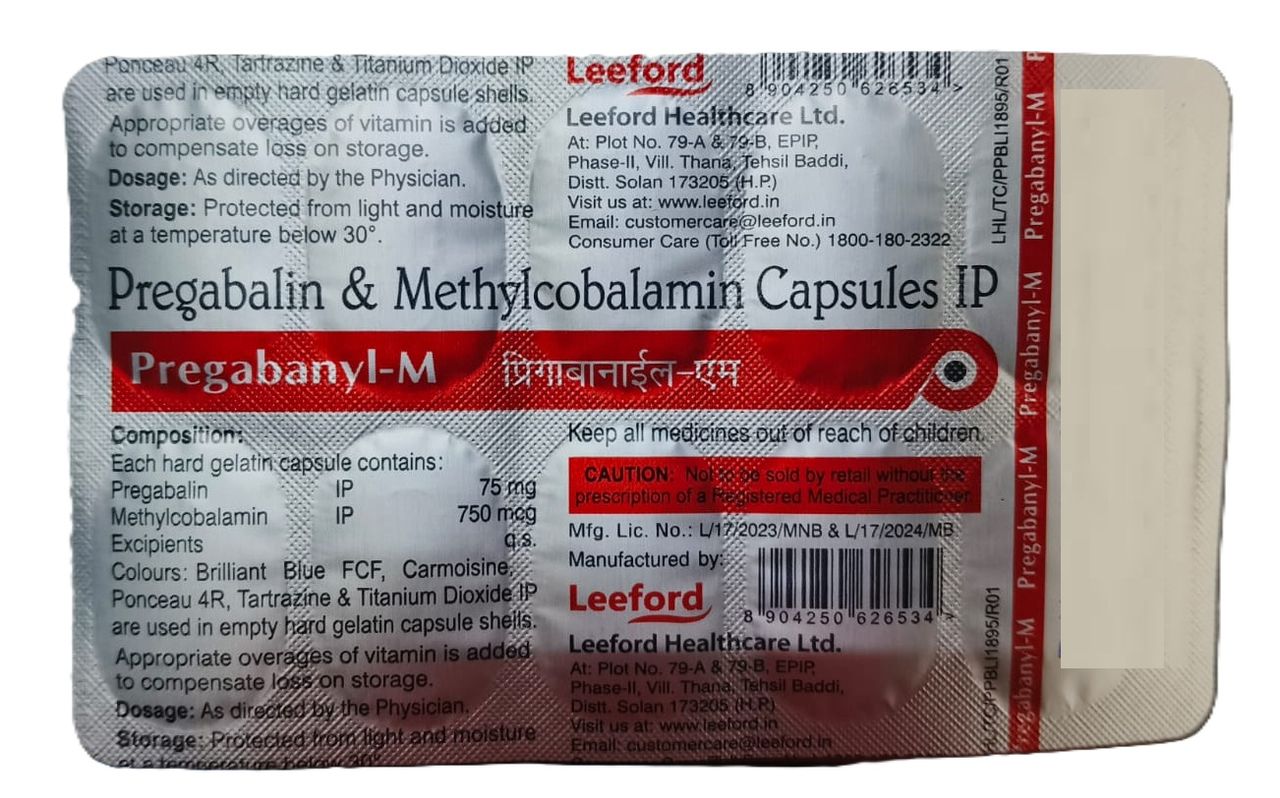 Ponceau 4R, Tartrazine & Titanium Dioxide IP
are used in empty hard gelatin capsule shells.
Appropriate overages of vitamin is added
to compensate loss on storage.
Dosage: As directed by the Physician.
Storage: Protected from light and moisture
at a temperature below 30°.
Leeford
8 904250 626534 >
Leeford Healthcare Ltd.
At: Plot No. 79-A & 79-B, EPIP,
Phase-II, Vill. Thana, Tehsil Baddi,
Distt. Solan 173205 (H.P.)
Visit us at: www.leeford.in
Email: customercare@leeford.in
Consumer Care (Toll Free No.) 1800-180-2322
LHL/TC/PPBLI1895/R01
Pregabalin & Methylcobalamin Capsules IP
Pregabanyl-M प्रिगाबानाईल-एम
Composition:
Each hard gelatin capsule contains:
Pregabalin IP 75 mg
Methylcobalamin IP 750 mcg
Excipients q.s.
Colours: Brilliant Blue FCF, Carmoisine,
Ponceau 4R, Tartrazine & Titanium Dioxide IP
are used in empty hard gelatin capsule shells.
Appropriate overages of vitamin is added
to compensate loss on storage.
Dosage: As directed by the Physician.
Storage: Protected from light and moisture
at a temperature below 30°.
Keep all medicines out of reach of children.
CAUTION: Not to be sold by retail without the
prescription of a Registered Medical Practitioner.
Mfg. Lic. No.: L/17/2023/MNB & L/17/2024/MB
Manufactured by:
Leeford
8 904250 626534 >
Leeford Healthcare Ltd.
At: Plot No. 79-A & 79-B, EPIP,
Phase-II, Vill. Thana, Tehsil Baddi,
Distt. Solan 173205 (H.P.)
Visit us at: www.leeford.in
Email: customercare@leeford.in
LHL/TC/PPBLI1895/R01
Pregabanyl-M
Pregabanyl-M
Pregabanyl-M
Pregabanyl-M